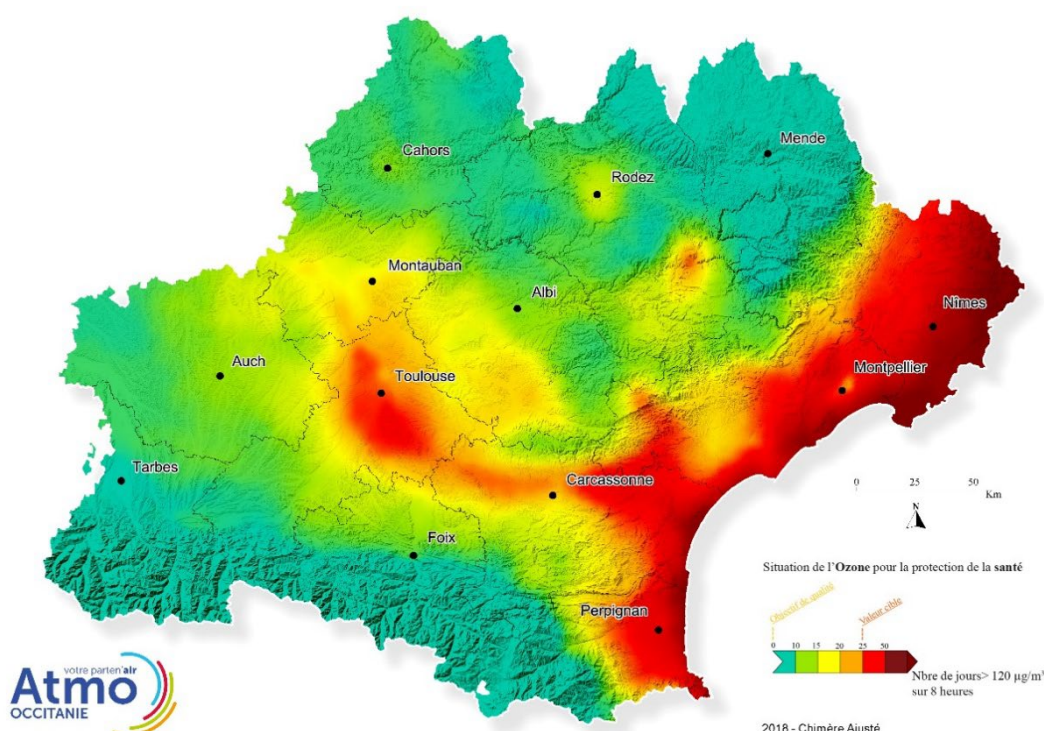 Cahors
Mende
Rodez
Montauban
Albi
Nîmes
Auch
Toulouse
Montpellier
Tarbes
Carcassonne
0 25 50
Km
N
Foix
Situation de l'Ozone pour la protection de la santé
Perpignan
Objectif de qualité
Valeur cible
0 10 15 20 25 50
Nbre de jours> 120 µg/m³
sur 8 heures
votre parten'air
Atmo
OCCITANIE
2018 - Chimère Ajusté